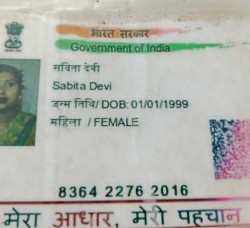 भारत सरकार
Government of India
सबिता देवी
Sabita Devi
जन्म तिथि/ DOB: 01/01/1999
महिला / FEMALE
8364 2276 2016
मेरा आधार, मेरी पहचान